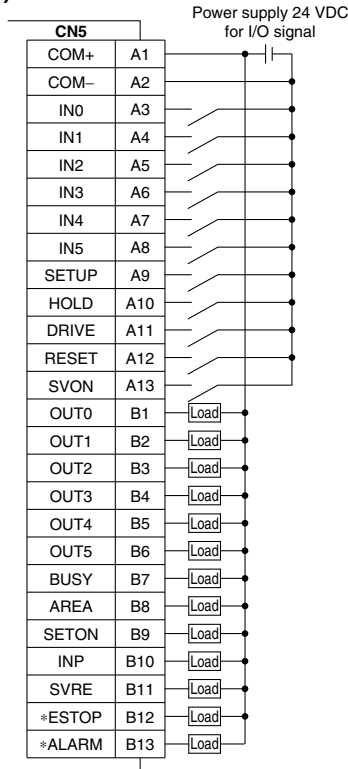 )
Power supply 24 VDC
for I/O signal
CN5
COM+ A1
COM− A2
IN0 A3
IN1 A4
IN2 A5
IN3 A6
IN4 A7
IN5 A8
SETUP A9
HOLD A10
DRIVE A11
RESET A12
SVON A13
OUT0 B1 Load
OUT1 B2 Load
OUT2 B3 Load
OUT3 B4 Load
OUT4 B5 Load
OUT5 B6 Load
BUSY B7 Load
AREA B8 Load
SETON B9 Load
INP B10 Load
SVRE B11 Load
∗ESTOP B12 Load
∗ALARM B13 Load